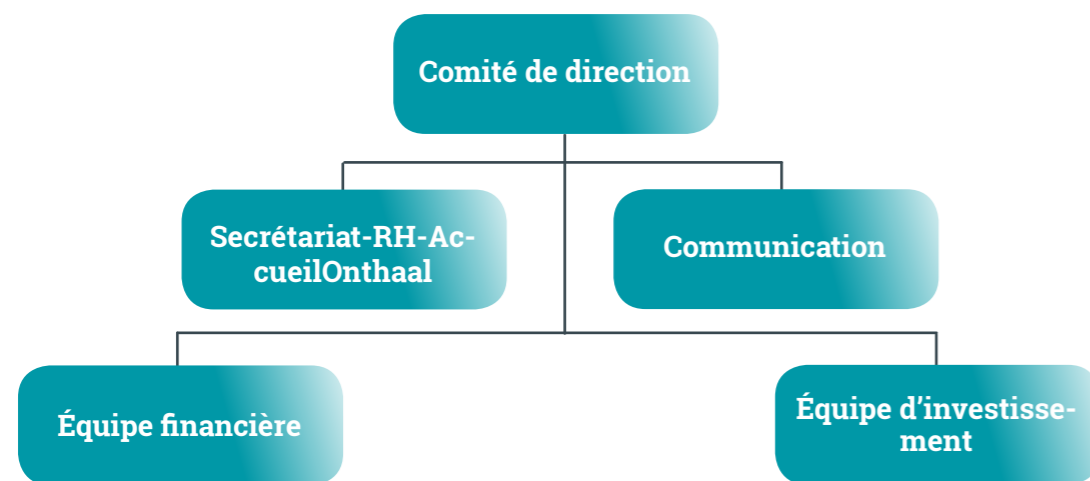 Comité de direction
Secrétariat-RH-Ac-
cueilOnthaal
Communication
Équipe financière
Équipe d’investisse-
ment